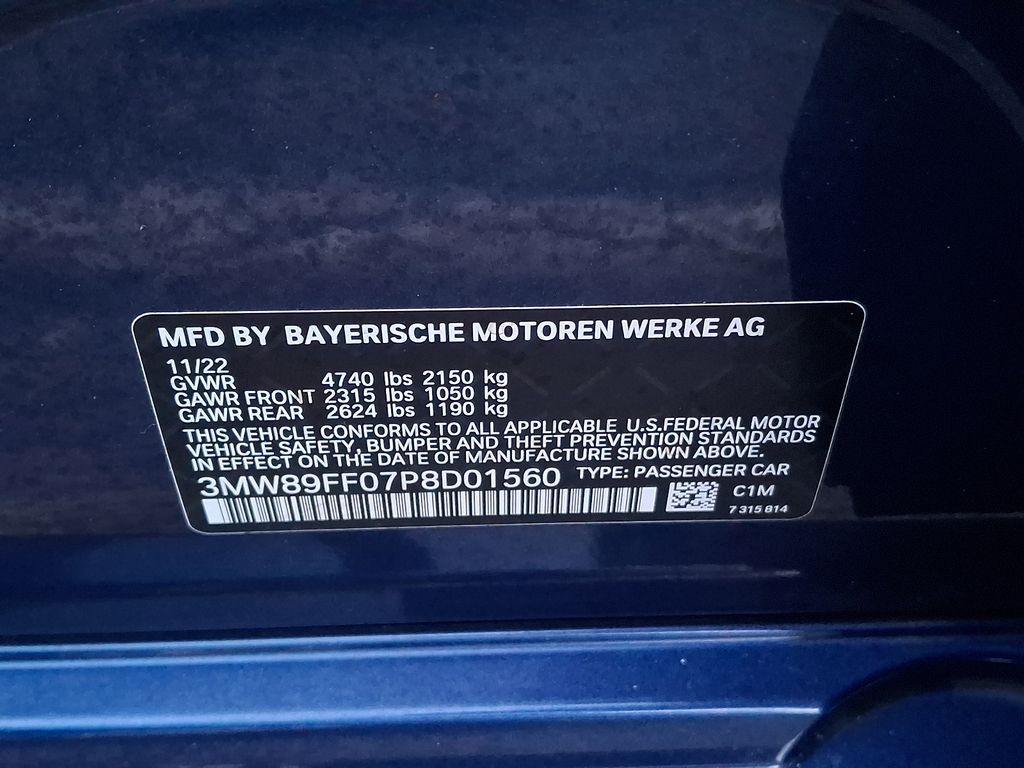 MFD BY BAYERISCHE MOTOREN WERKE AG
11/22
GVWR 4740 lbs 2150 kg
GAWR FRONT 2315 lbs 1050 kg
GAWR REAR 2624 lbs 1190 kg
THIS VEHICLE CONFORMS TO ALL APPLICABLE U.S.FEDERAL MOTOR
VEHICLE SAFETY, BUMPER AND THEFT PREVENTION STANDARDS
IN EFFECT ON THE DATE OF MANUFACTURE SHOWN ABOVE.
3MW89FF07P8D01560 TYPE: PASSENGER CAR
C1M
7 315 814